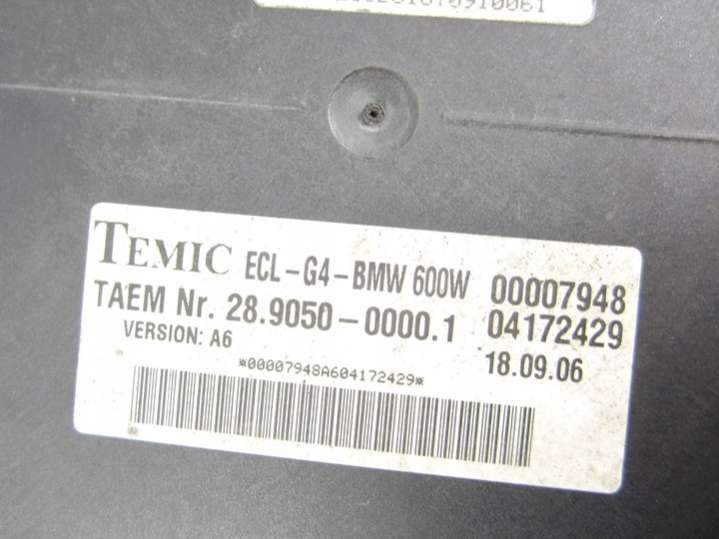 TEMIC ECL-G4-BMW 600W 00007948
TAEM Nr. 28.9050-0000.1 04172429
VERSION: A6 18.09.06
*00007948A604172429*